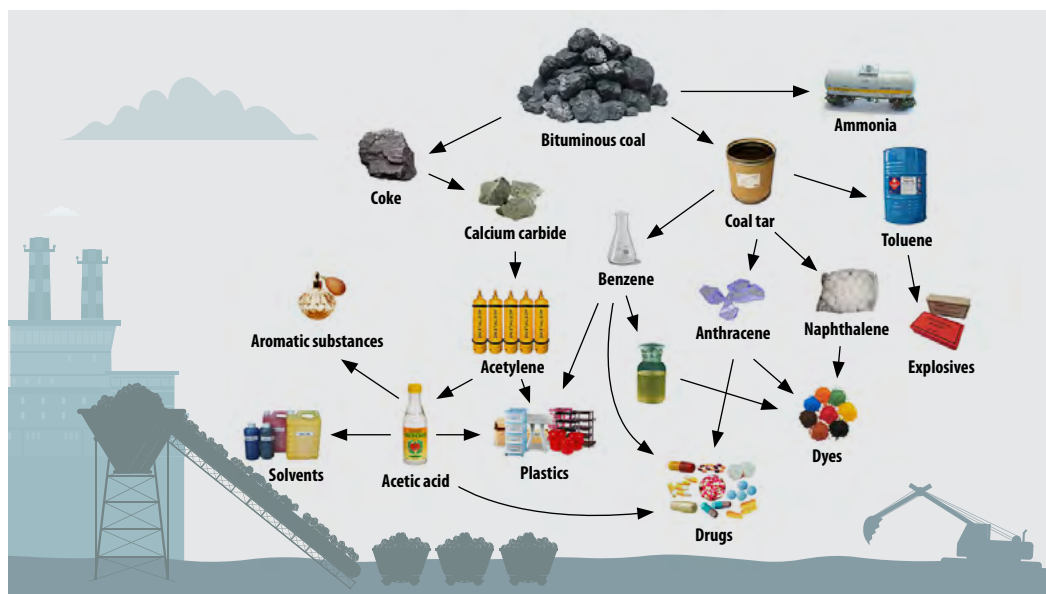 Bituminous coal
Ammonia
Coke
Coal tar
Calcium carbide
Toluene
Benzene
Anthracene
Naphthalene
Aromatic substances
Acetylene
Explosives
Solvents
Acetic acid
Plastics
Dyes
Drugs